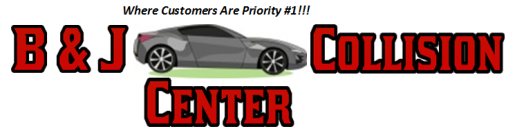 Where Customers Are Priority #1!!!
B & J Collision
Center